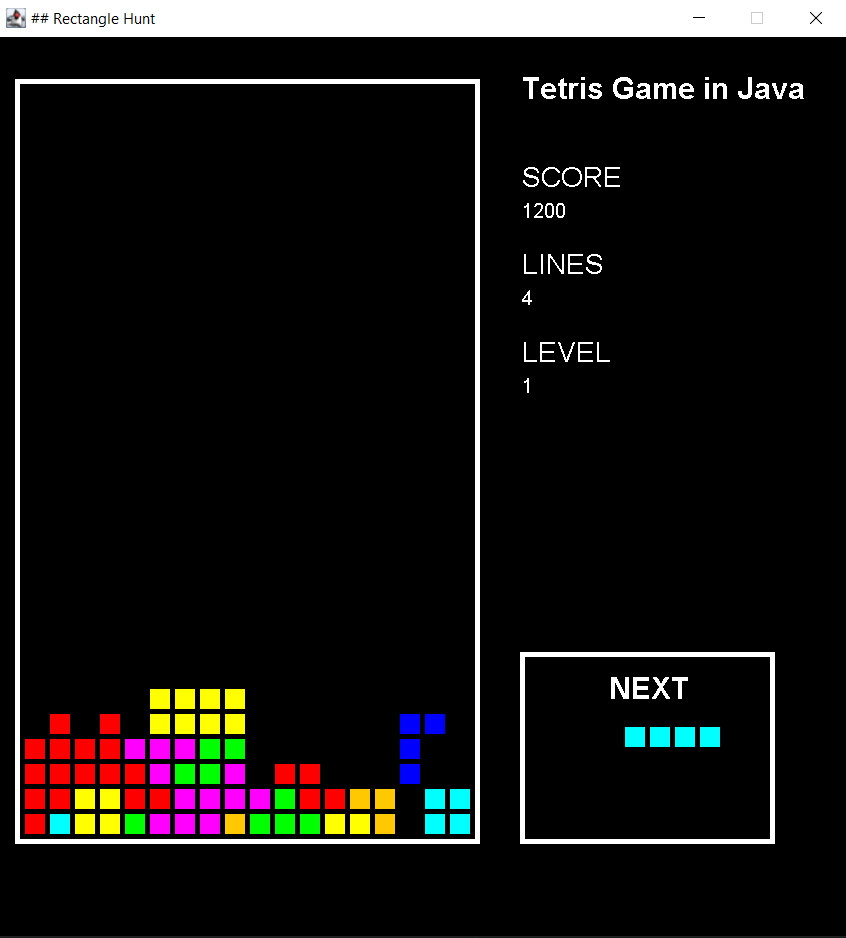 ## Rectangle Hunt
Tetris Game in Java
SCORE
1200
LINES
4
LEVEL
1
NEXT